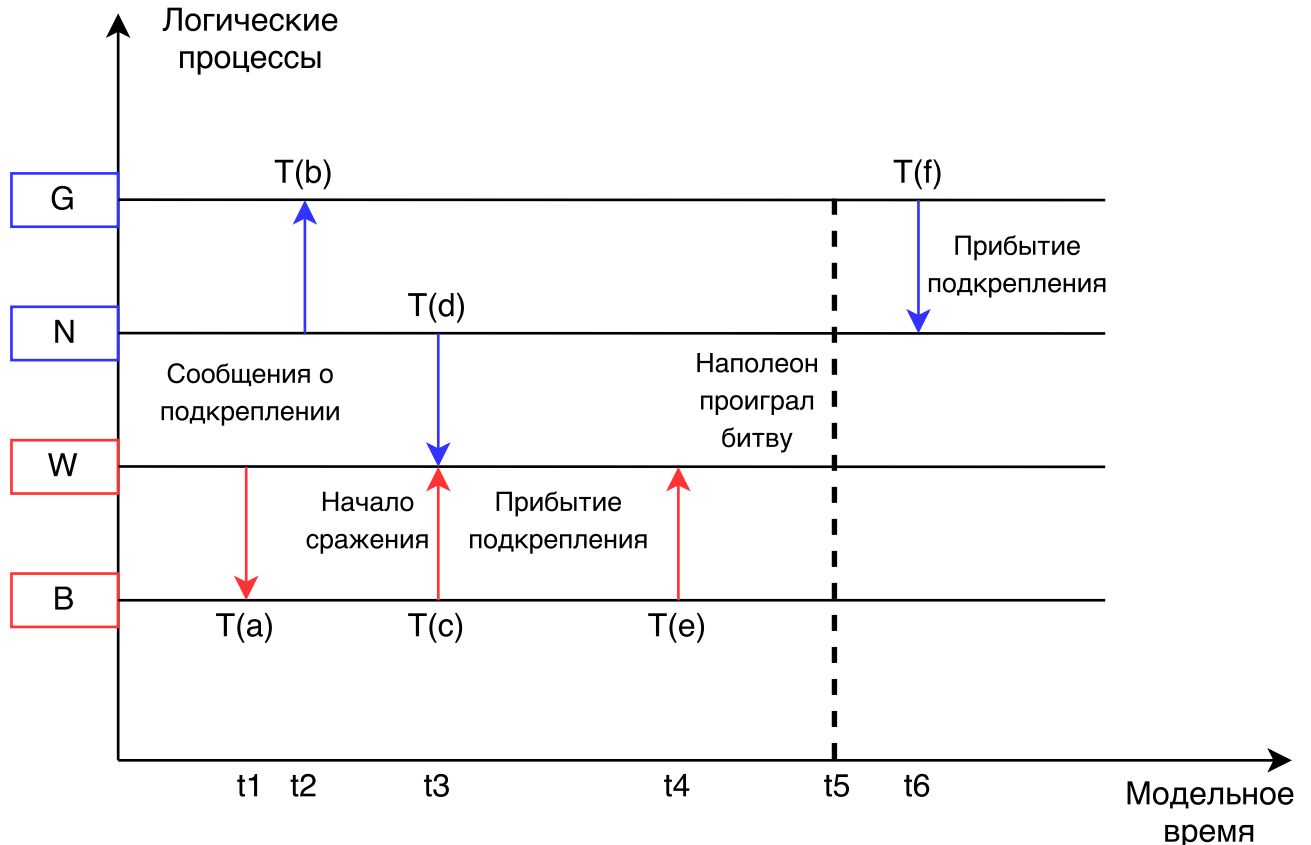 Логические
процессы
T(b)
T(f)
G
Прибытие
подкрепления
T(d)
N
Наполеон
проиграл
битву
Сообщения о
подкреплении
W
Начало
сражения
Прибытие
подкрепления
B
T(a)
T(c)
T(e)
t1
t2
t3
t4
t5
t6
Модельное
время